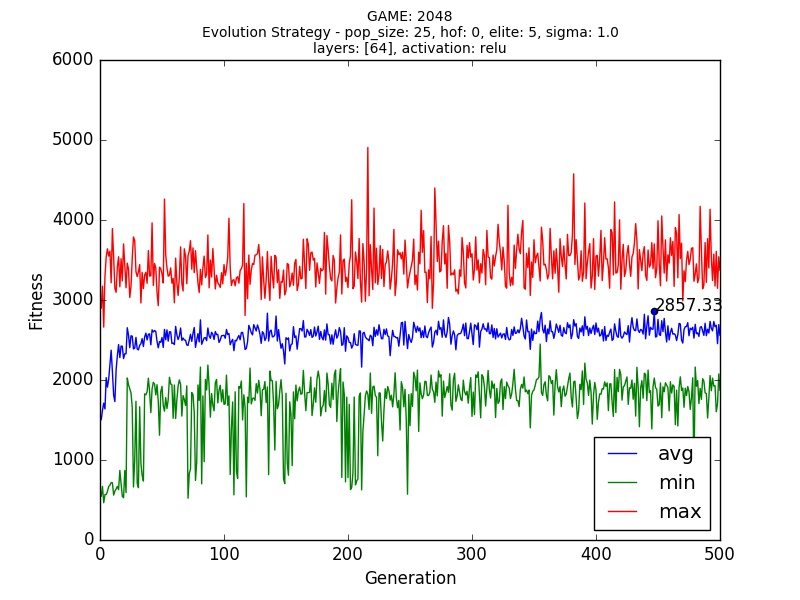 GAME: 2048
Evolution Strategy - pop_size: 25, hof: 0, elite: 5, sigma: 1.0
layers: [64], activation: relu
6000
5000
4000
3000
2000
1000
0
Fitness
2857.33
avg
min
max
0
100
200
300
400
500
Generation